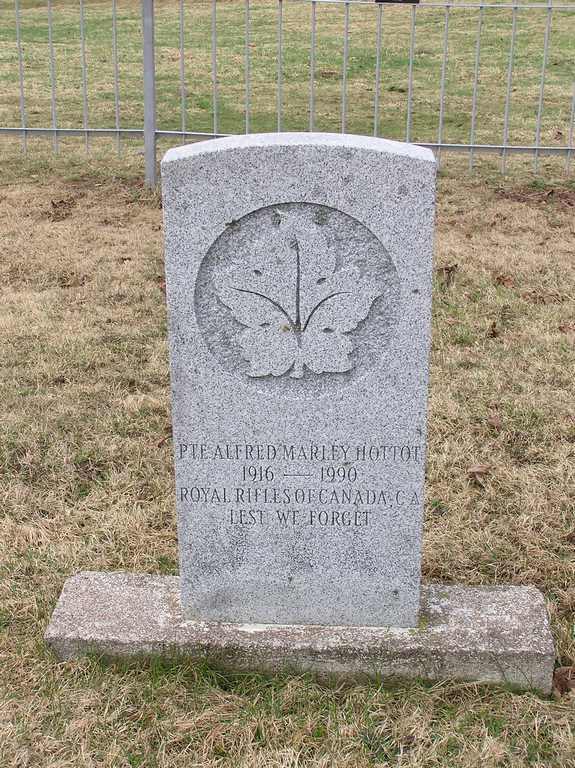 PTE ALFRED MARLEY HOTTOT
1916 — 1990
ROYAL RIFLES OF CANADA, C A
LEST WE FORGET